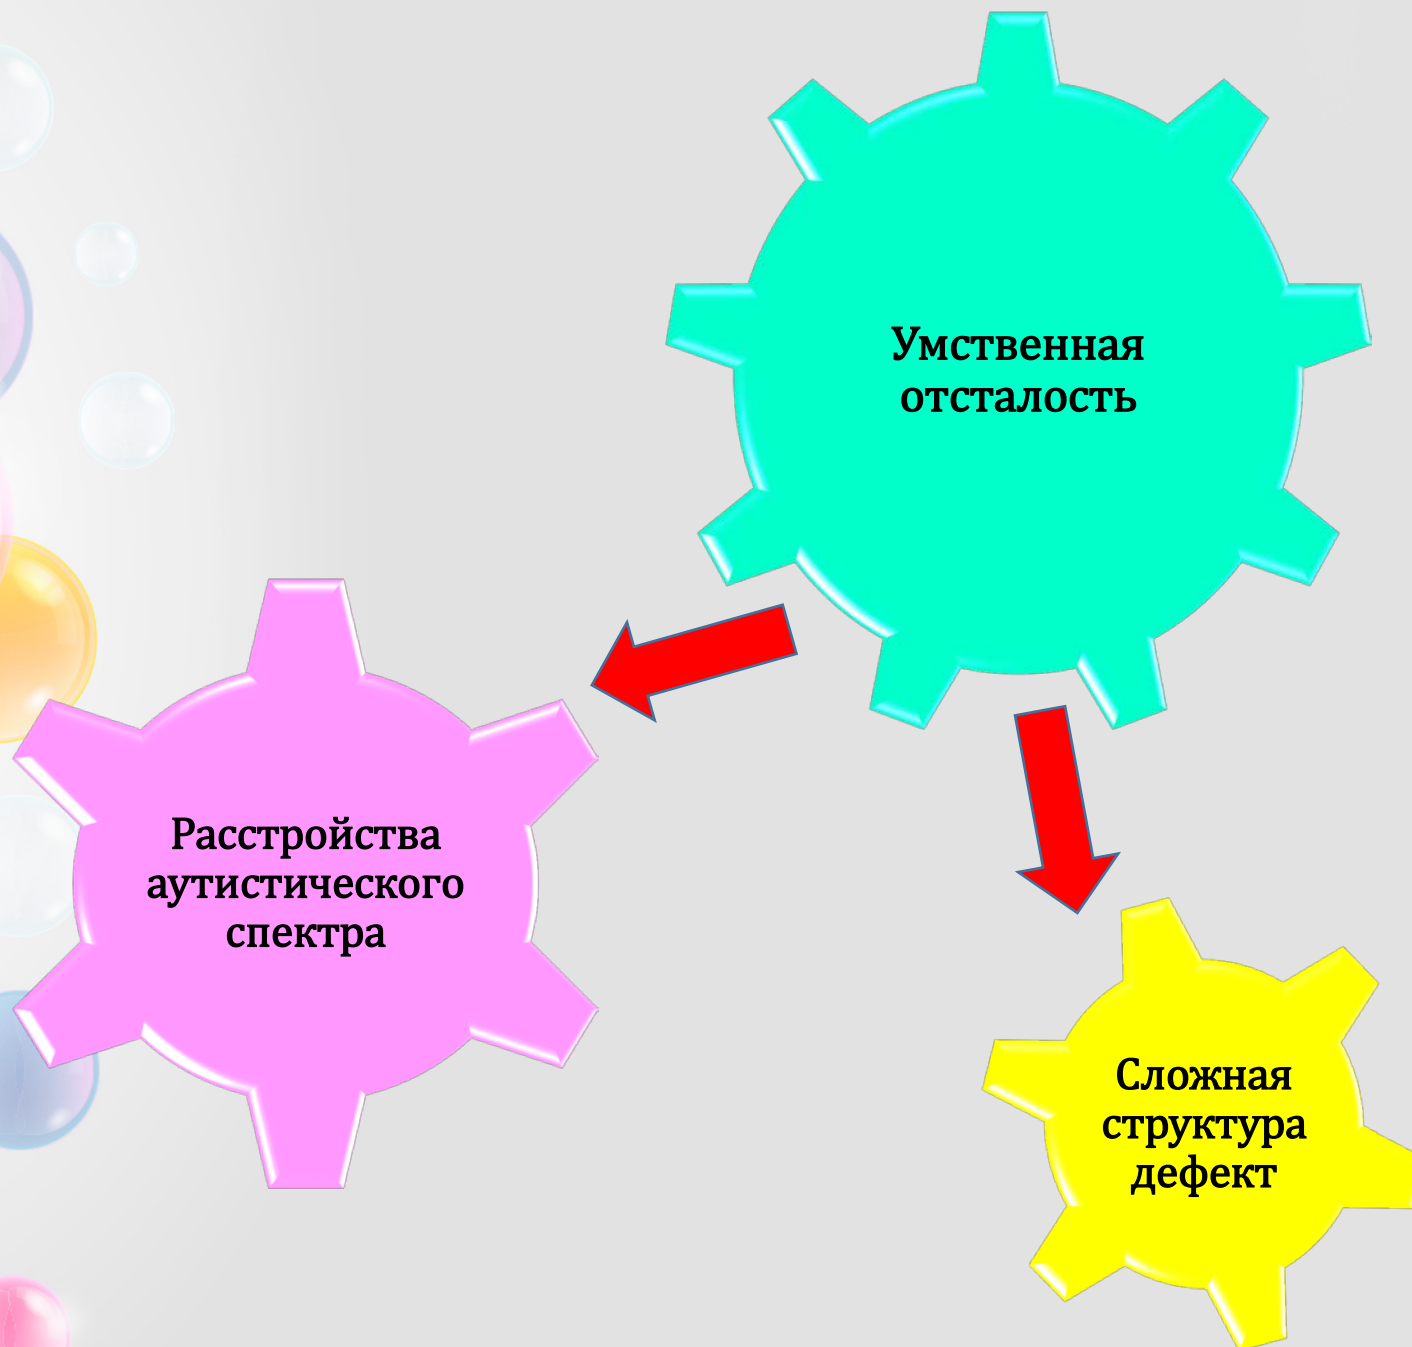 Умственная
отсталость
Расстройства
аутистического
спектра
Сложная
структура
дефект